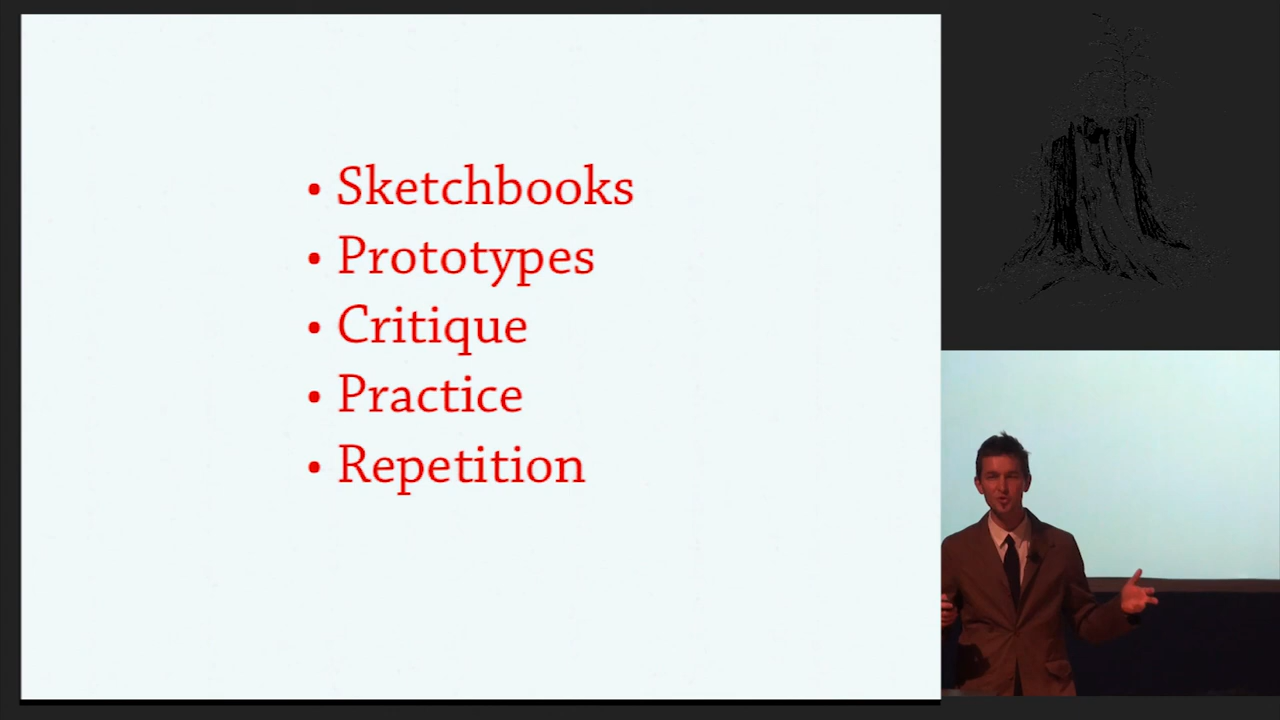 • Sketchbooks
• Prototypes
• Critique
• Practice
• Repetition